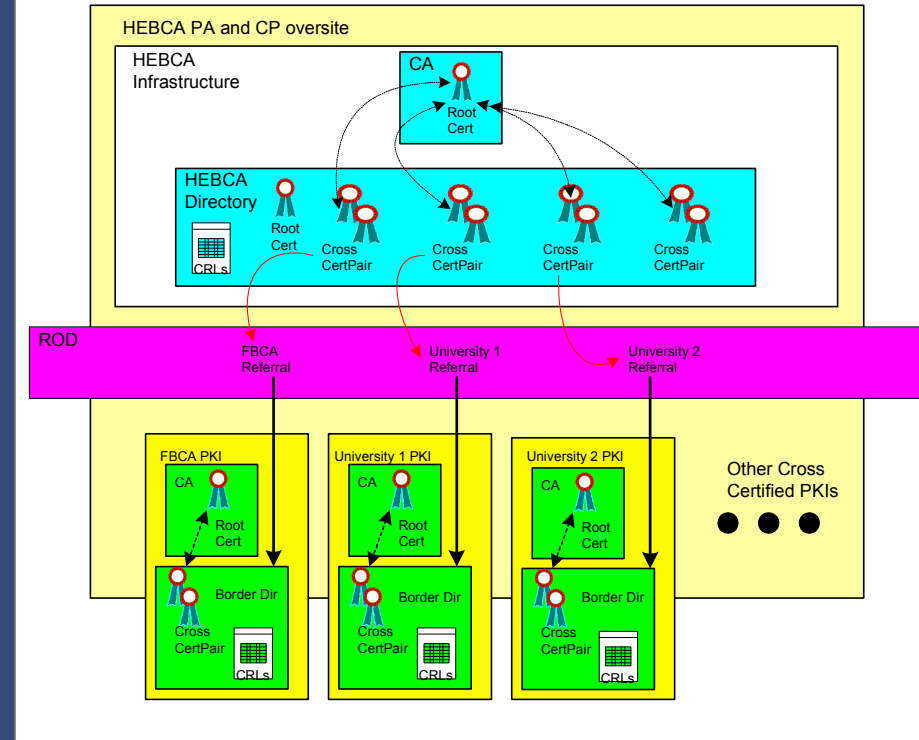 HEBCA PA and CP oversite
HEBCA
Infrastructure
CA
Root
Cert
HEBCA
Directory
CRLs
Root
Cert
Cross
CertPair
Cross
CertPair
Cross
CertPair
Cross
CertPair
ROD
FBCA
Referral
University 1
Referral
University 2
Referral
FBCA PKI
CA
Root
Cert
Border Dir
Cross
CertPair
CRLs
University 1 PKI
CA
Root
Cert
Border Dir
Cross
CertPair
CRLs
University 2 PKI
CA
Root
Cert
Border Dir
Cross
CertPair
CRLs
Other Cross
Certified PKIs